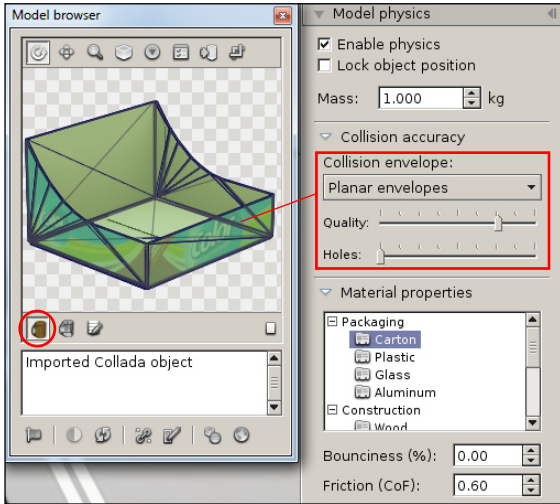 Model browser
Imported Collada object
Model physics
Enable physics
Lock object position
Mass: 1.000 kg
Collision accuracy
Collision envelope:
Planar envelopes
Quality:
Holes:
Material properties
Packaging
Carton
Plastic
Glass
Aluminum
Construction
Wood
Bounciness (%): 0.00
Friction (CoF): 0.60